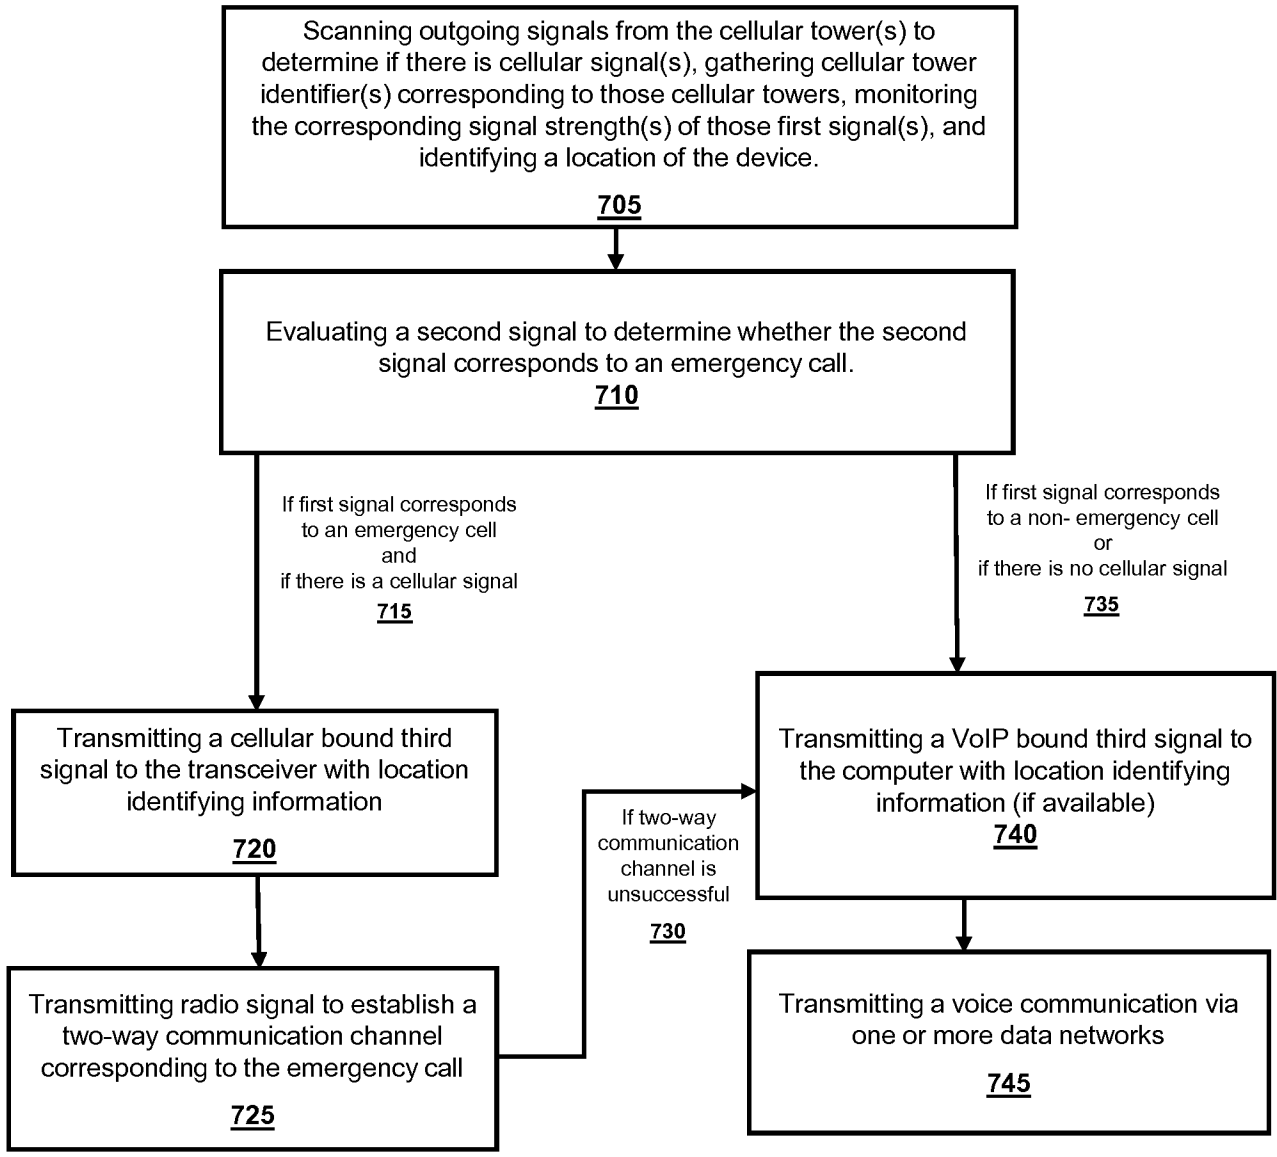 Scanning outgoing signals from the cellular tower(s) to
determine if there is cellular signal(s), gathering cellular tower
identifier(s) corresponding to those cellular towers, monitoring
the corresponding signal strength(s) of those first signal(s), and
identifying a location of the device.
705
Evaluating a second signal to determine whether the second
signal corresponds to an emergency call.
710
If first signal corresponds
to an emergency cell
and
if there is a cellular signal
715
If first signal corresponds
to a non- emergency cell
or
if there is no cellular signal
735
Transmitting a cellular bound third
signal to the transceiver with location
identifying information
720
Transmitting a VoIP bound third signal to
the computer with location identifying
information (if available)
740
If two-way
communication
channel is
unsuccessful
730
Transmitting radio signal to establish a
two-way communication channel
corresponding to the emergency call
725
Transmitting a voice communication via
one or more data networks
745